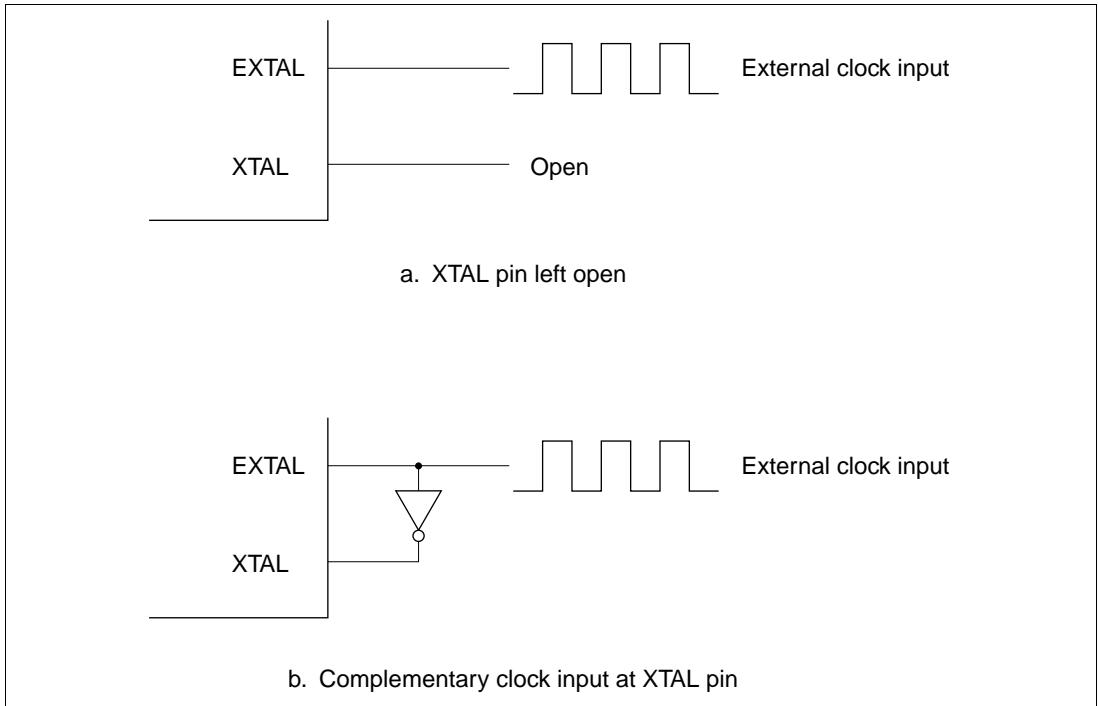 EXTAL
External clock input
XTAL
Open
a. XTAL pin left open
EXTAL
External clock input
XTAL
b. Complementary clock input at XTAL pin